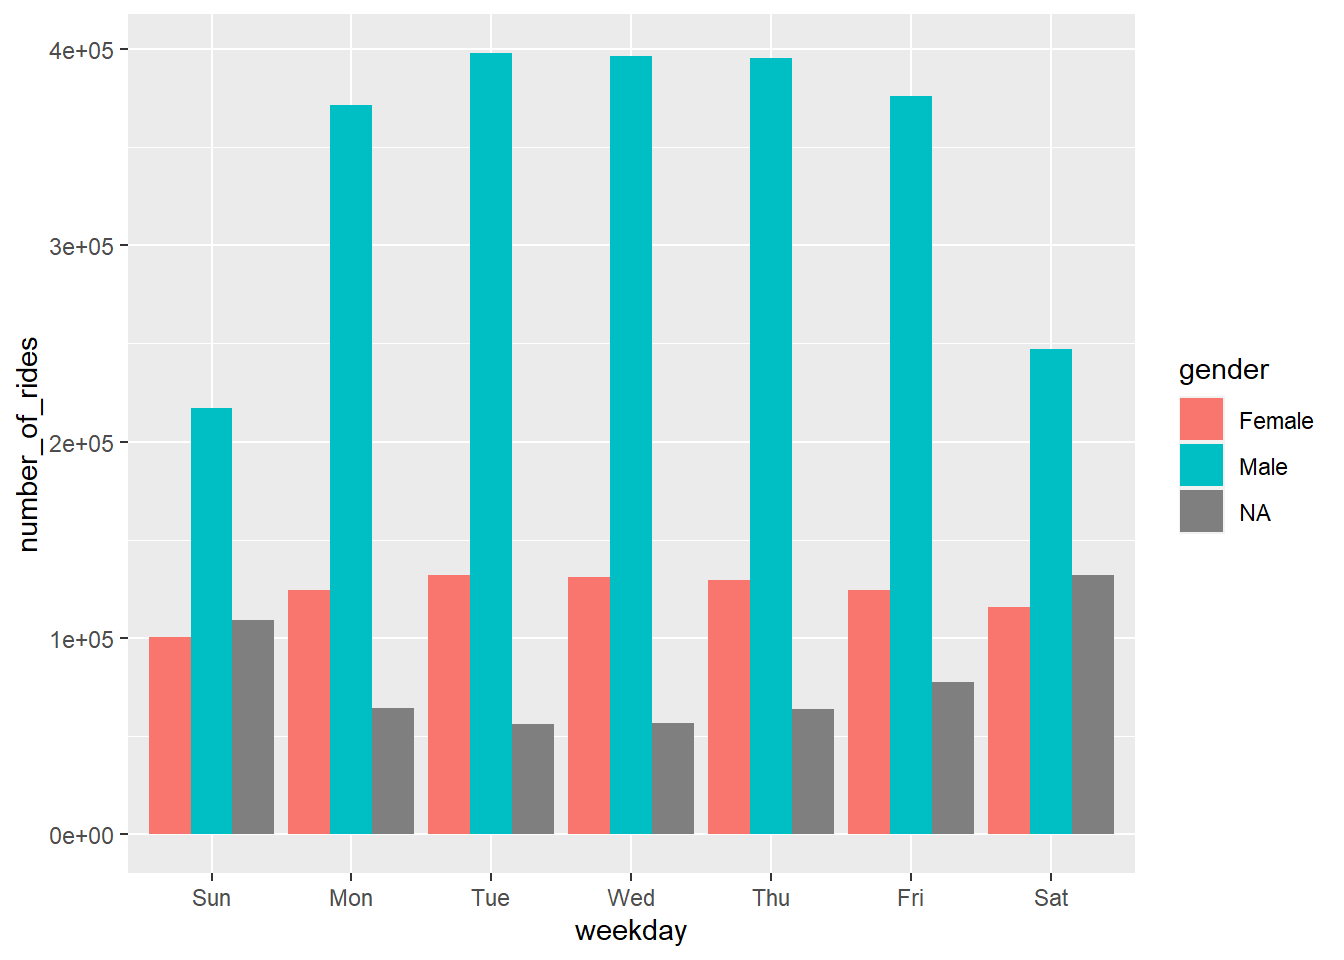 4e+05
3e+05
2e+05
1e+05
0e+00
number_of_rides
Sun Mon Tue Wed Thu Fri Sat
weekday
gender
Female
Male
NA